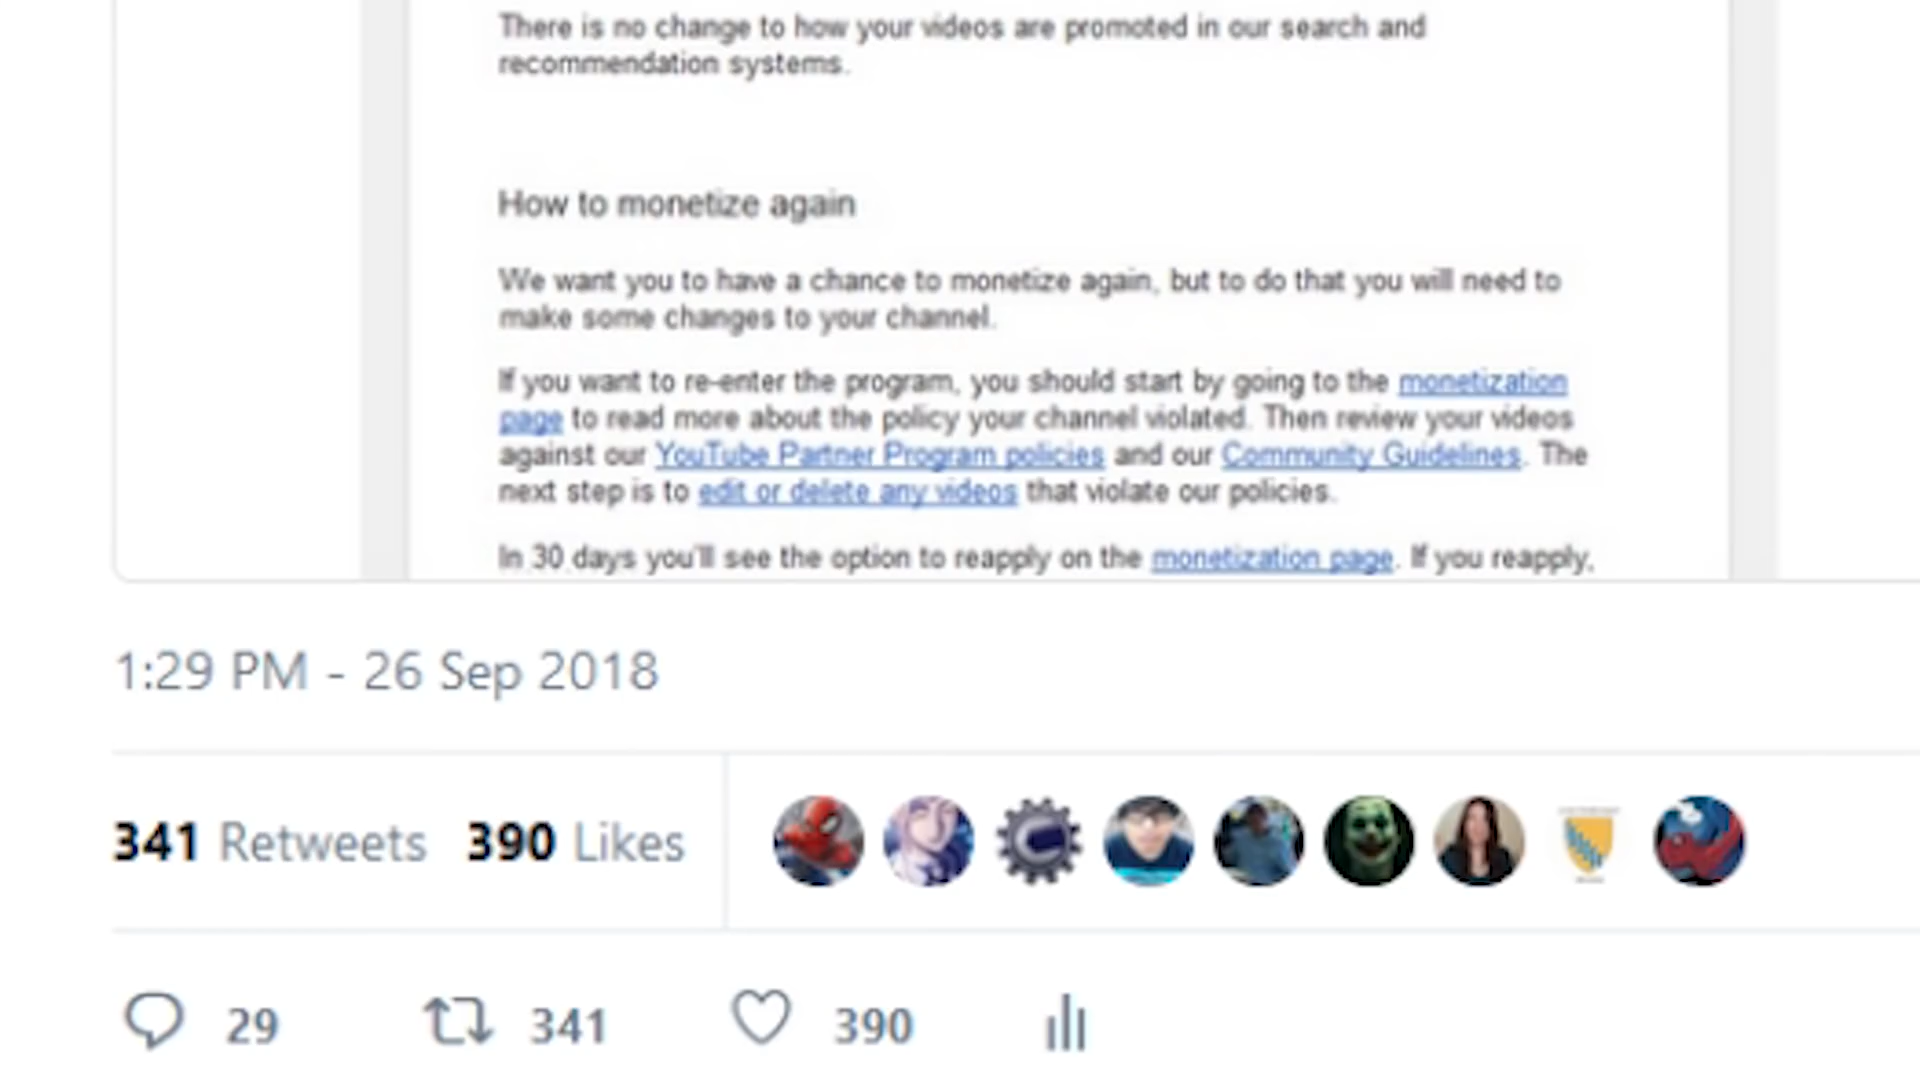 There is no change to how your videos are promoted in our search and
recommendation systems.
How to monetize again
We want you to have a chance to monetize again, but to do that you will need to
make some changes to your channel.
If you want to re-enter the program, you should start by going to the monetization
page to read more about the policy your channel violated. Then review your videos
against our YouTube Partner Program policies and our Community Guidelines. The
next step is to edit or delete any videos that violate our policies.
In 30 days you'll see the option to reapply on the monetization page. If you reapply,
1:29 PM - 26 Sep 2018
341 Retweets 390 Likes
29 341 390